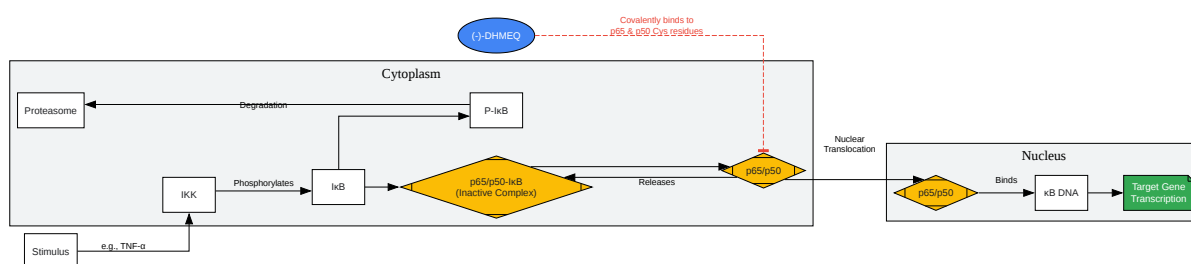 (-)-DHMEQ
Covalently binds to
p65 & p50 Cys residues
Cytoplasm
Proteasome
Degradation
P-IκB
Nuclear
Translocation
Nucleus
IKK
Phosphorylates
IκB
p65/p50-IκB
(Inactive Complex)
Releases
p65/p50
p65/p50
Binds
κB DNA
Target Gene
Transcription
Stimulus
e.g., TNF-α